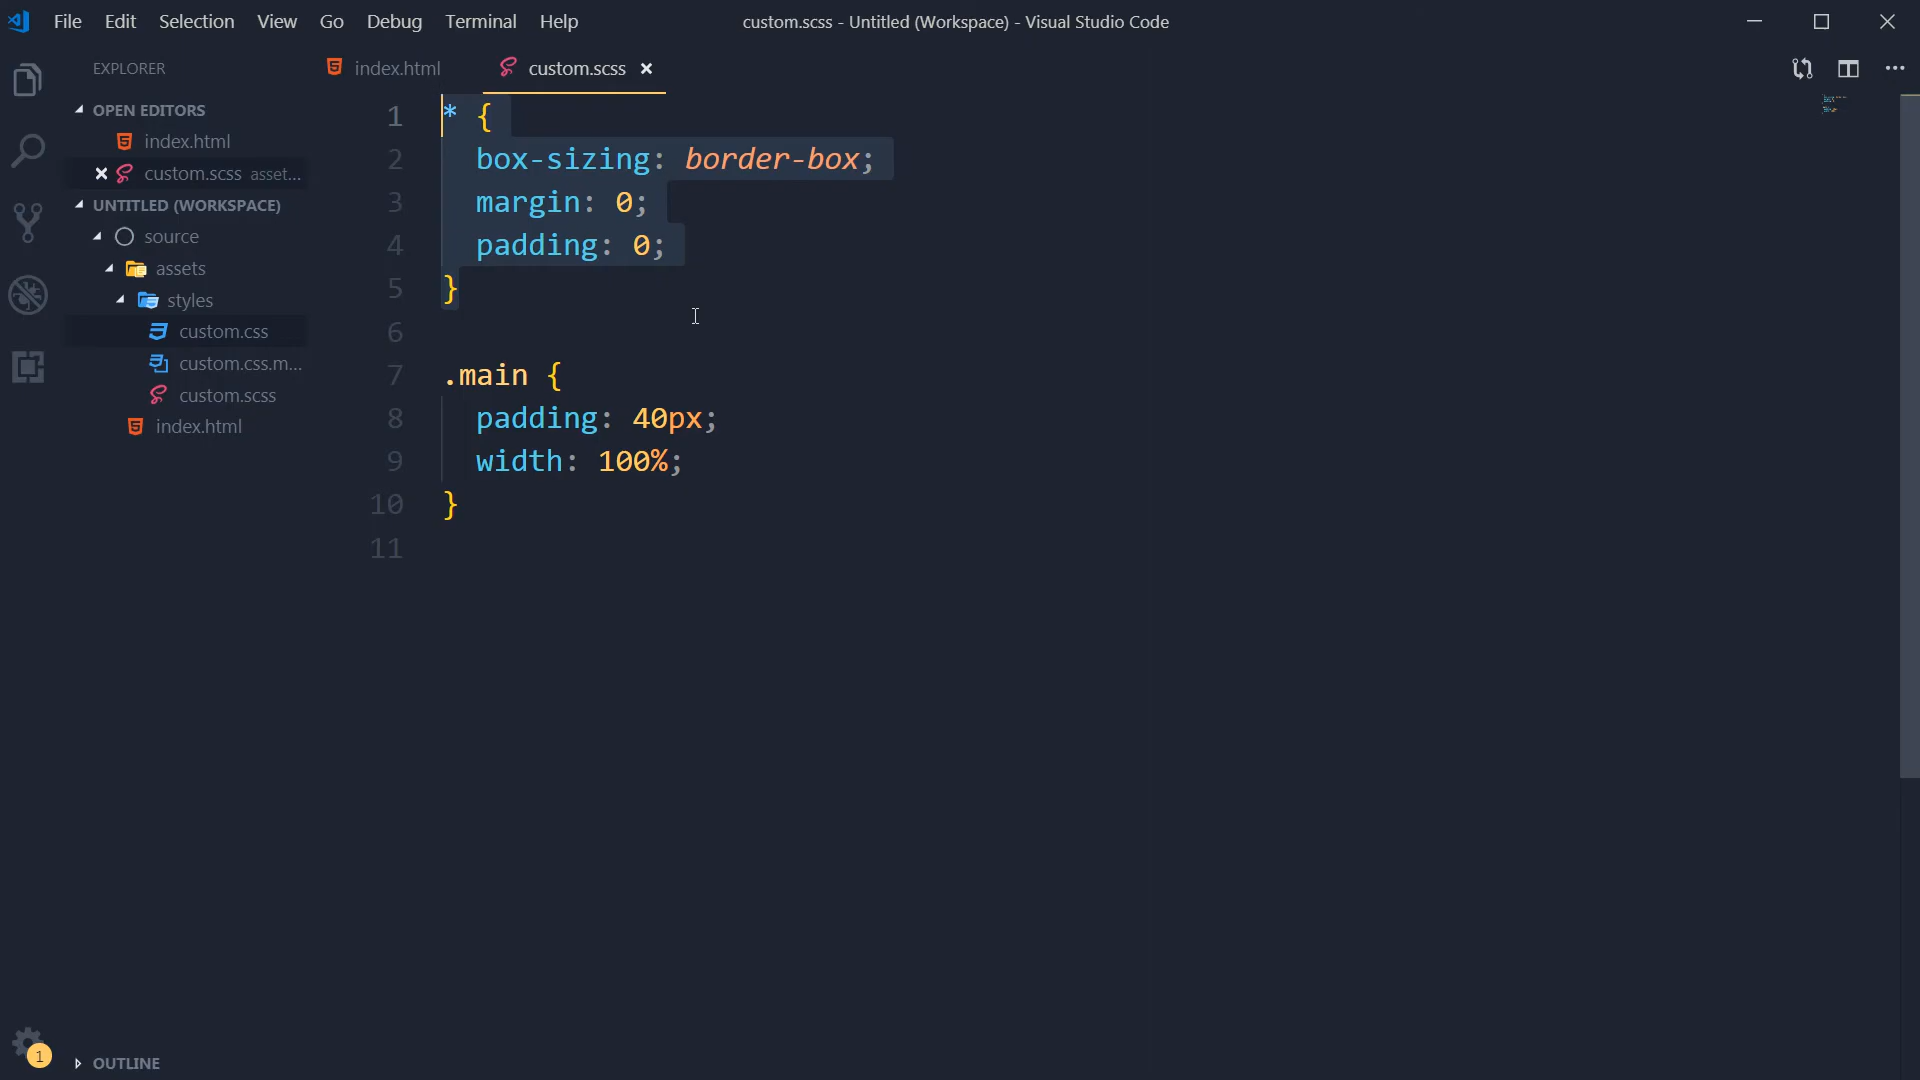 File Edit Selection View Go Debug Terminal Help
custom.scss - Untitled (Workspace) - Visual Studio Code
EXPLORER
OPEN EDITORS
index.html
custom.scss asset...
UNTITLED (WORKSPACE)
source
assets
styles
custom.css
custom.css.m...
custom.scss
index.html
OUTLINE
1
index.html
custom.scss
1 * {
2 box-sizing: border-box;
3 margin: 0;
4 padding: 0;
5 }
6
7 .main {
8 padding: 40px;
9 width: 100%;
10 }
11